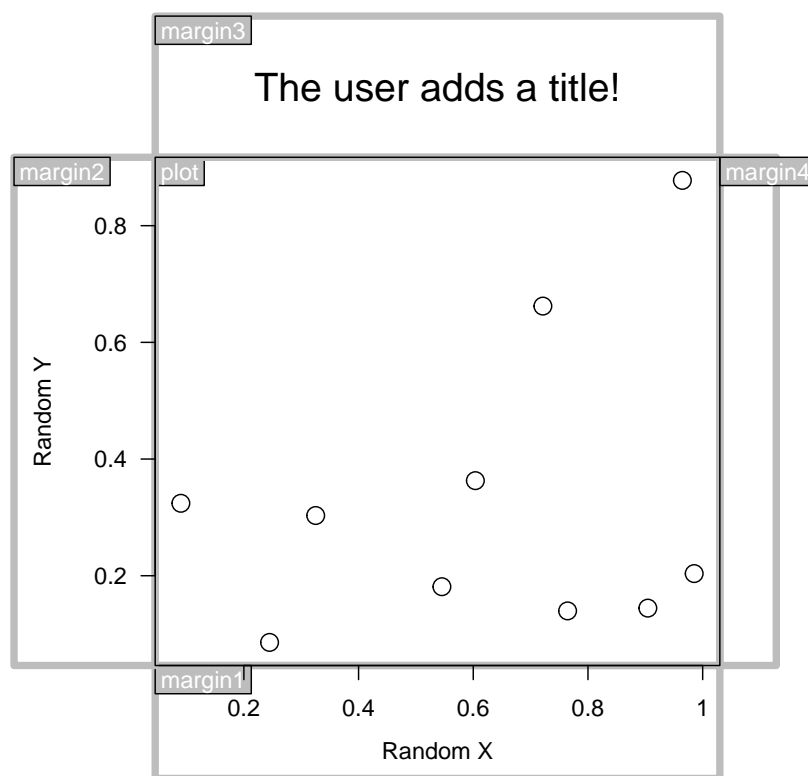 margin3
The user adds a title!
margin2
plot
margin4
0.8
0.6
0.4
0.2
Random Y
margin1
0.2 0.4 0.6 0.8 1
Random X